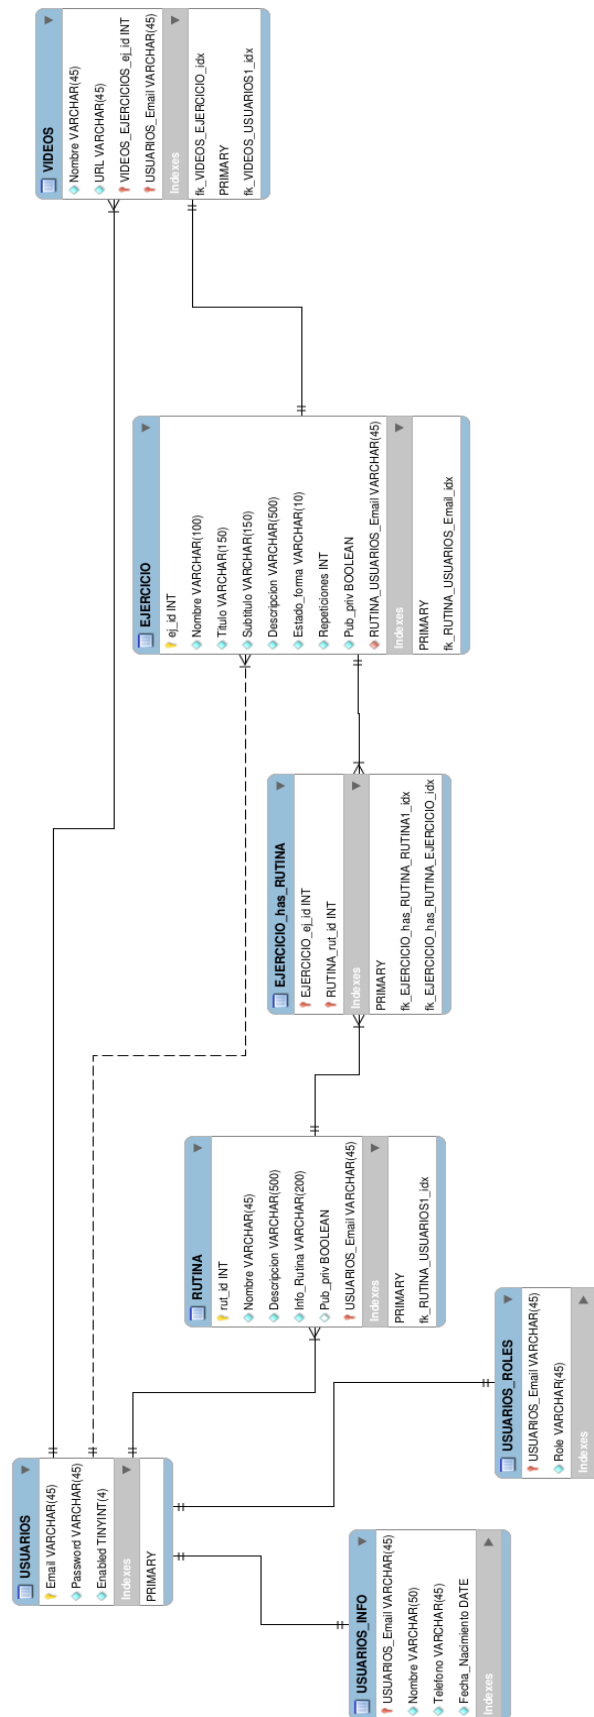 USUARIOS
Email VARCHAR(45)
Password VARCHAR(45)
Enabled TINYINT(4)
Indexes
PRIMARY
USUARIOS_INFO
USUARIOS_Email VARCHAR(45)
Nombre VARCHAR(50)
Telefono VARCHAR(45)
Fecha_Nacimiento DATE
Indexes
USUARIOS_ROLES
USUARIOS_Email VARCHAR(45)
Role VARCHAR(45)
Indexes
RUTINA
rut_id INT
Nombre VARCHAR(45)
Descripcion VARCHAR(500)
Info_Rutina VARCHAR(200)
Pub_priv BOOLEAN
USUARIOS_Email VARCHAR(45)
Indexes
PRIMARY
fk_RUTINA_USUARIOS1_idx
EJERCICIO_has_RUTINA
EJERCICIO_ej_id INT
RUTINA_rut_id INT
Indexes
PRIMARY
fk_EJERCICIO_has_RUTINA_RUTINA1_idx
fk_EJERCICIO_has_RUTINA_EJERCICIO_idx
EJERCICIO
ej_id INT
Nombre VARCHAR(100)
Titulo VARCHAR(150)
Subtitulo VARCHAR(150)
Descripcion VARCHAR(500)
Estado_forma VARCHAR(10)
Repeticiones INT
Pub_priv BOOLEAN
RUTINA_USUARIOS_Email VARCHAR(45)
Indexes
PRIMARY
fk_RUTINA_USUARIOS_Email_idx
VIDEOS
Nombre VARCHAR(45)
URL VARCHAR(45)
VIDEOS_EJERCICIOS_ej_id INT
USUARIOS_Email VARCHAR(45)
Indexes
fk_VIDEOS_EJERCICIO_idx
PRIMARY
fk_VIDEOS_USUARIOS1_idx